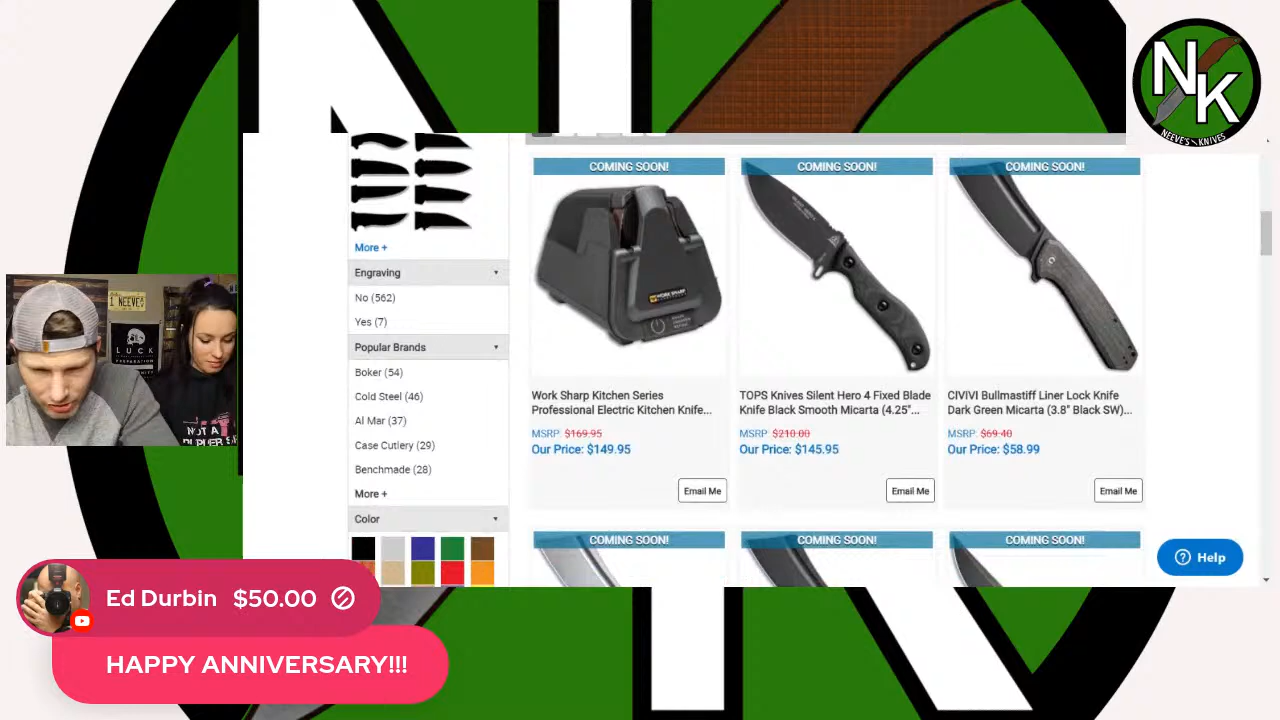 NK
NEEVE'S KNIVES
COMING SOON!
COMING SOON!
COMING SOON!
More +
Engraving
No (562)
Yes (7)
Popular Brands
Boker (54)
Cold Steel (46)
Al Mar (37)
Case Cutlery (29)
Benchmade (28)
More +
Color
WORK SHARP
Work Sharp Kitchen Series
Professional Electric Kitchen Knife...
MSRP: $169.95
Our Price: $149.95
Email Me
TOPS Knives Silent Hero 4 Fixed Blade
Knife Black Smooth Micarta (4.25"...
MSRP: $210.00
Our Price: $145.95
Email Me
CIVIVI Bullmastiff Liner Lock Knife
Dark Green Micarta (3.8" Black SW)...
MSRP: $69.40
Our Price: $58.99
Email Me
COMING SOON!
COMING SOON!
COMING SOON!
Help
LUCK
NOT A
Ed Durbin $50.00
HAPPY ANNIVERSARY!!!